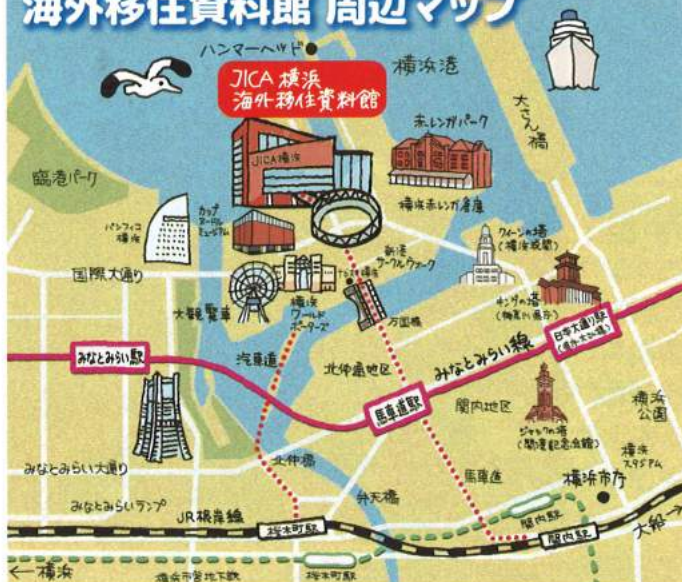 海外移住資料館 周辺マップ
ハンマーヘッド
横浜港
JICA 横浜
海外移住資料館
大さん橋
赤レンガパーク
JICA横浜
臨港パーク
横浜赤レンガ倉庫
カップ
ヌードル
ミュージアム
パシフィコ
横浜
クイーンの塔
(横浜税関)
新港
サークルウォーク
国際大通り
大観覧車
横浜
ワールド
ポーターズ
万国橋
キングの塔
(神奈川県庁)
日本大通り駅
みなとみらい線
みなとみらい駅
汽車道
北仲通地区
馬車道駅
関内地区
横浜
公園
ジャックの塔
(開港記念会館)
横浜
スタジアム
みなとみらい大通り
北仲橋
馬車道
横浜市庁
みなとみらいランプ
弁天橋
JR根岸線
桜木町駅
関内駅
関内駅
大船→
←横浜
横浜市営地下鉄
桜木町駅